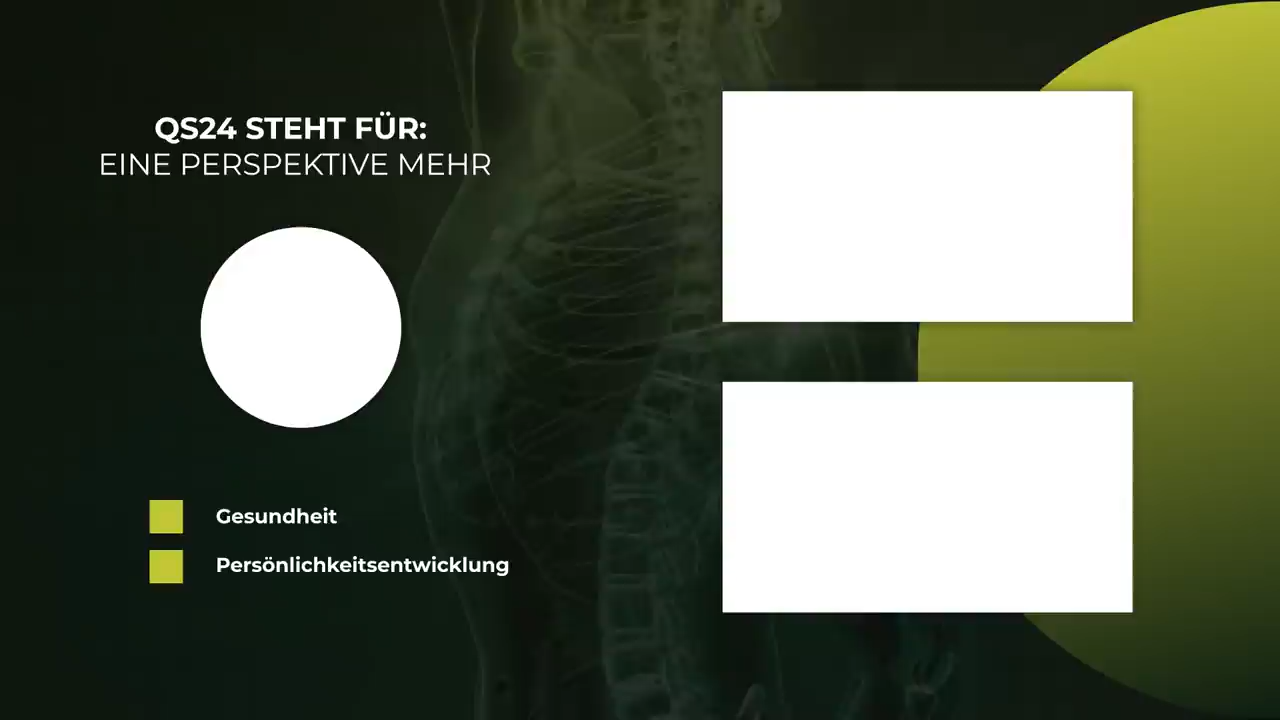 QS24 STEHT FÜR:
EINE PERSPEKTIVE MEHR
Gesundheit
Persönlichkeitsentwicklung